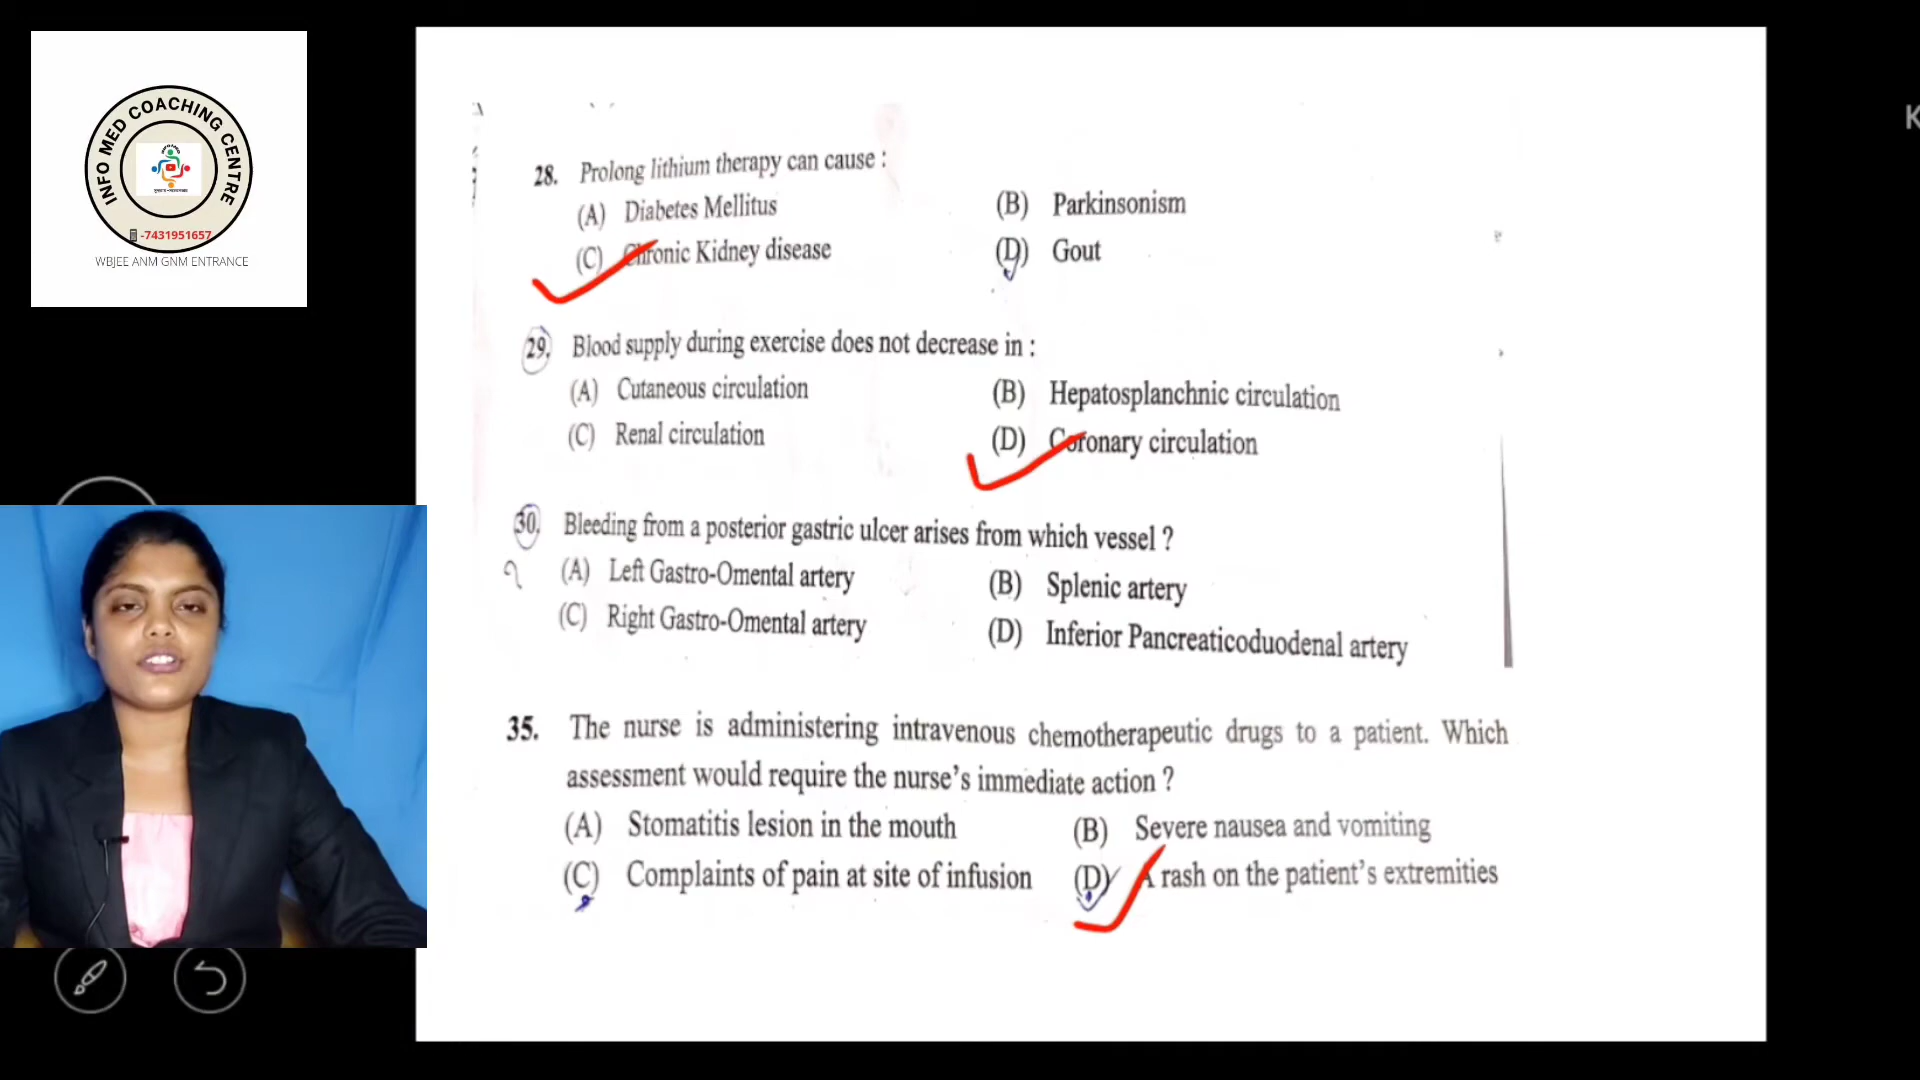 INFO MED COACHING CENTRE
-7431951657
WBJEE ANM GNM ENTRANCE
K
28. Prolong lithium therapy can cause :
(A) Diabetes Mellitus (B) Parkinsonism
(C) Chronic Kidney disease (D) Gout
29. Blood supply during exercise does not decrease in :
(A) Cutaneous circulation (B) Hepatosplanchnic circulation
(C) Renal circulation (D) Coronary circulation
30. Bleeding from a posterior gastric ulcer arises from which vessel ?
(A) Left Gastro-Omental artery (B) Splenic artery
(C) Right Gastro-Omental artery (D) Inferior Pancreaticoduodenal artery
35. The nurse is administering intravenous chemotherapeutic drugs to a patient. Which
assessment would require the nurse's immediate action ?
(A) Stomatitis lesion in the mouth (B) Severe nausea and vomiting
(C) Complaints of pain at site of infusion (D) A rash on the patient's extremities